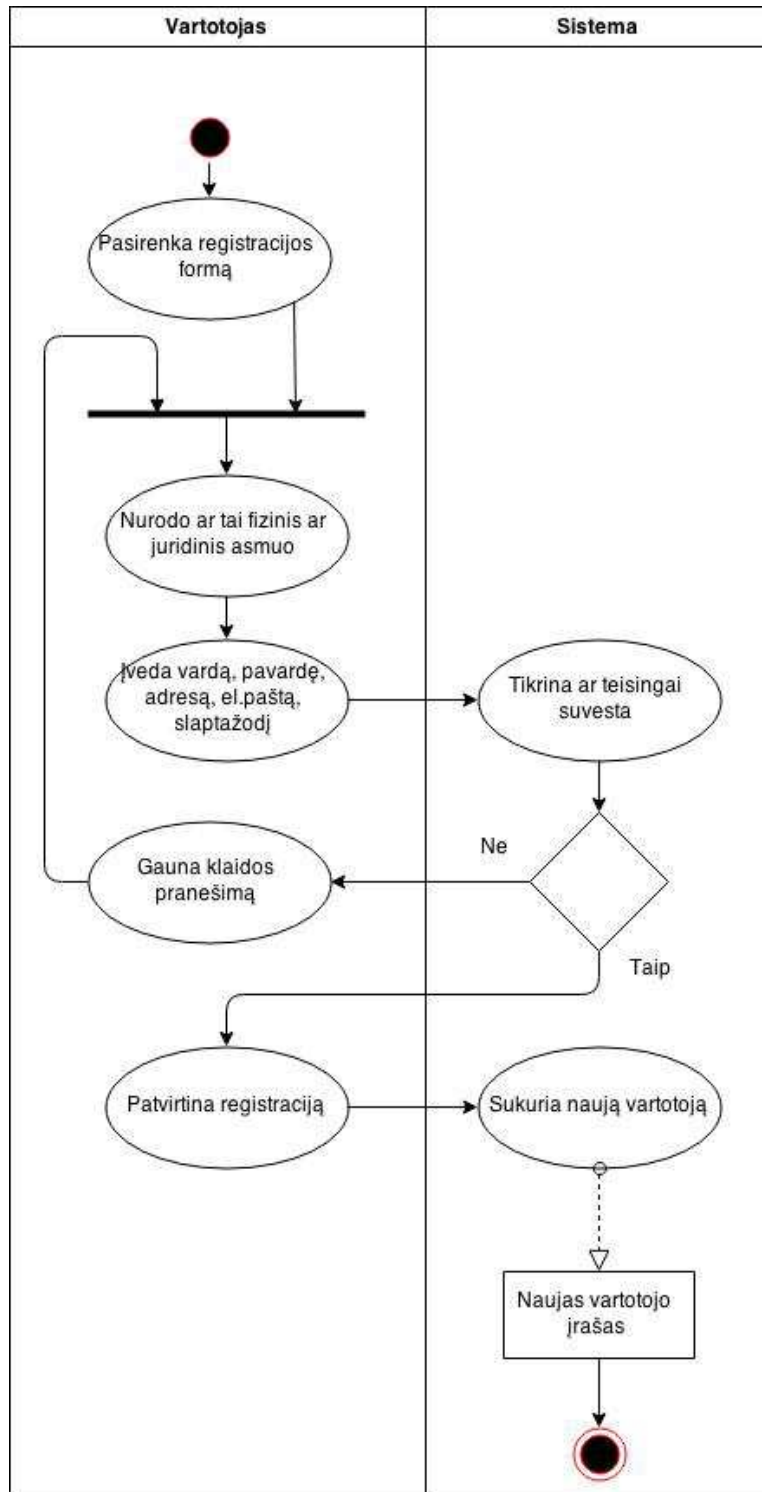 Vartotojas
Sistema
Pasirenka registracijos
formą
Nurodo ar tai fizinis ar
juridinis asmuo
Įveda vardą, pavardę,
adresą, el.paštą,
slaptažodį
Tikrina ar teisingai
suvesta
Ne
Gauna klaidos
pranešimą
Taip
Patvirtina registraciją
Sukuria naują vartotoją
Naujas vartotojo
įrašas